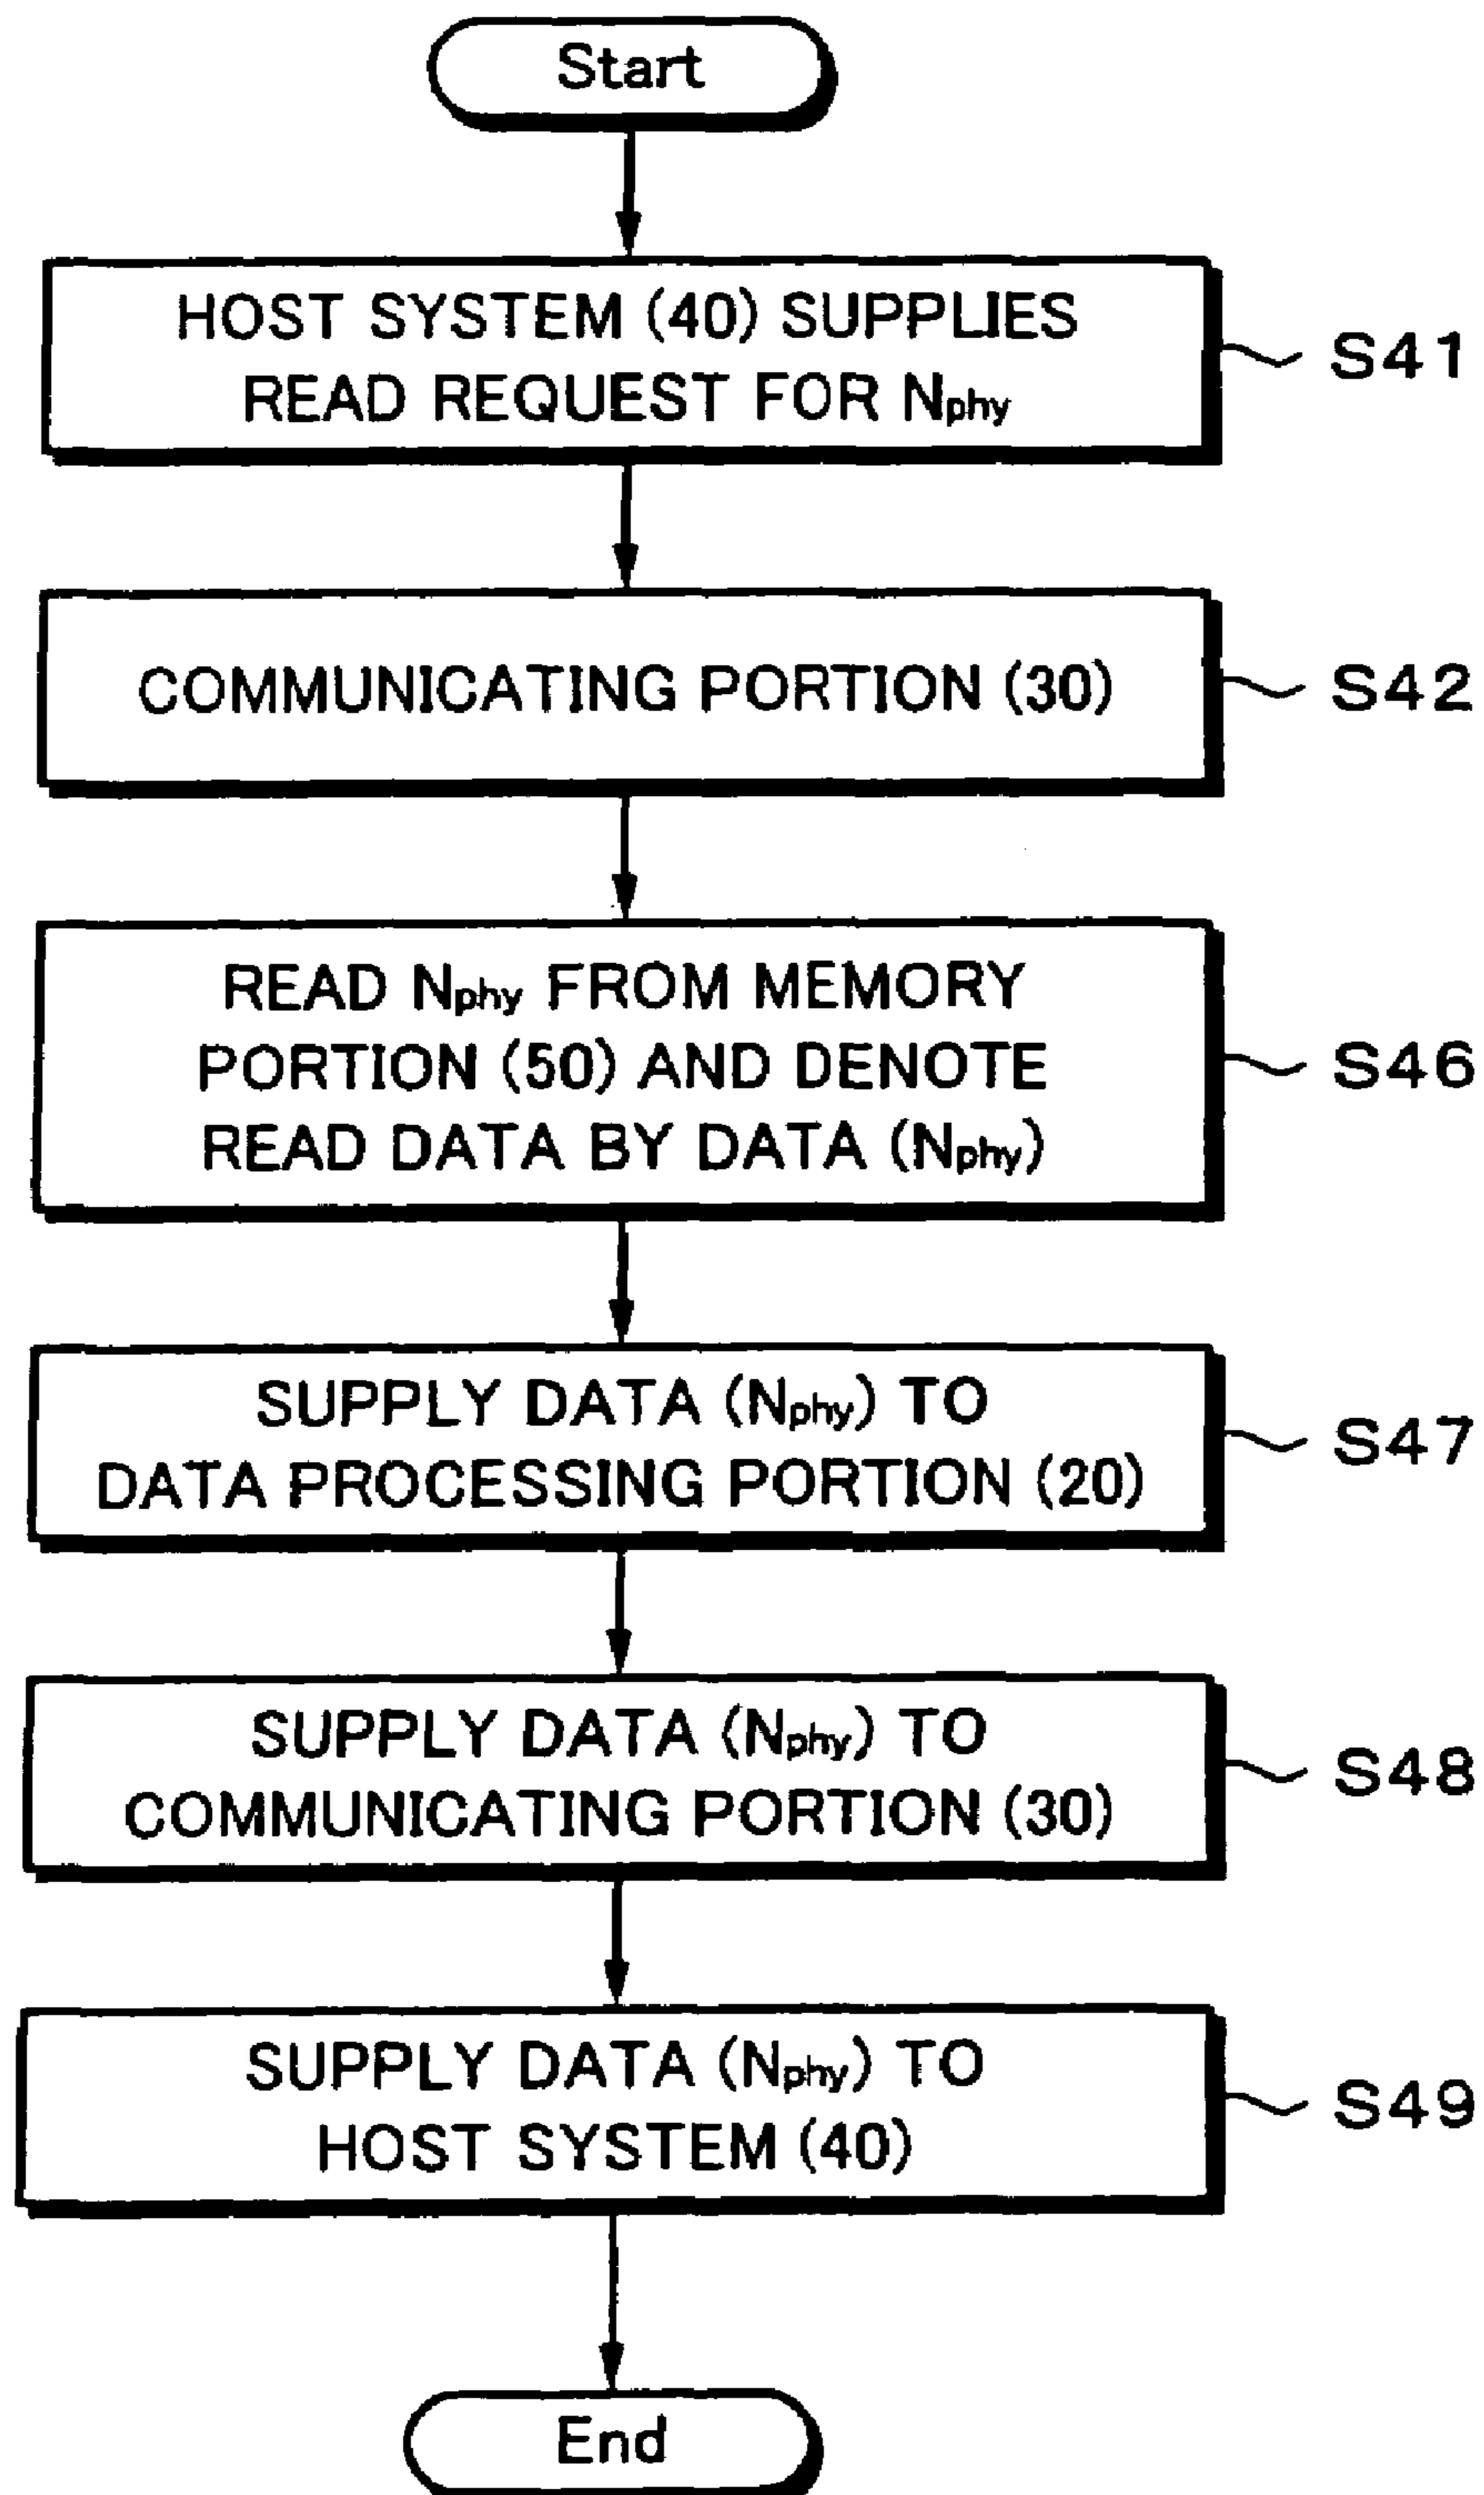 Start
HOST SYSTEM (40) SUPPLIES
READ REQUEST FOR Nphy
S41
COMMUNICATING PORTION (30)
S42
READ Nphy FROM MEMORY
PORTION (50) AND DENOTE
READ DATA BY DATA (Nphy)
S46
SUPPLY DATA (Nphy) TO
DATA PROCESSING PORTION (20)
S47
SUPPLY DATA (Nphy) TO
COMMUNICATING PORTION (30)
S48
SUPPLY DATA (Nphy) TO
HOST SYSTEM (40)
S49
End